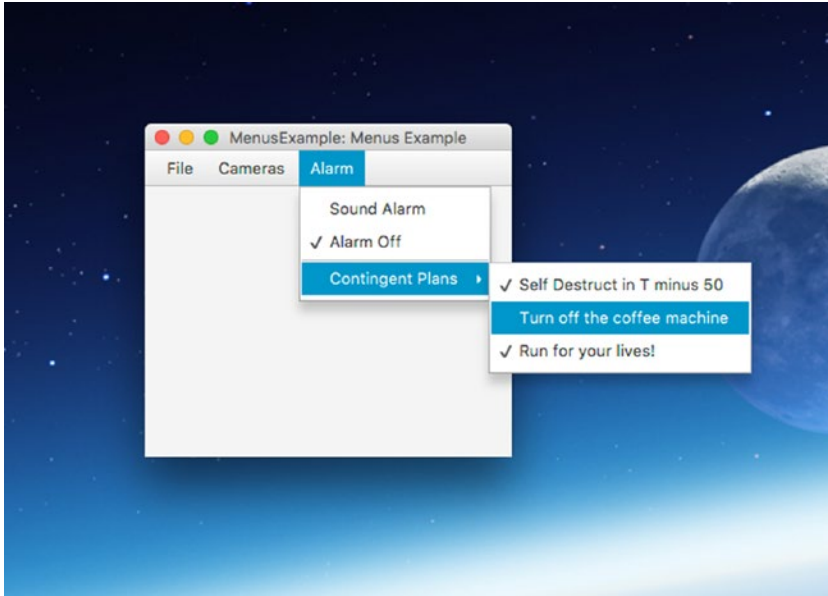 MenusExample: Menus Example
File Cameras Alarm
Sound Alarm
✓ Alarm Off
Contingent Plans
✓ Self Destruct in T minus 50
Turn off the coffee machine
✓ Run for your lives!